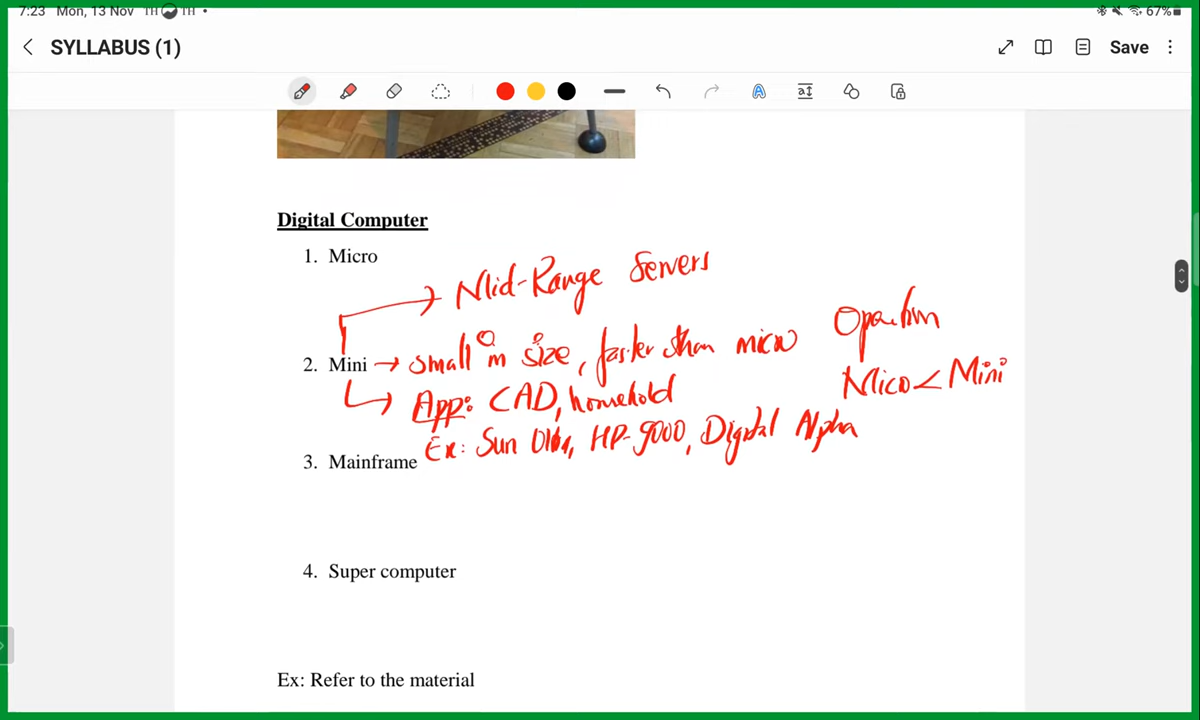 7:23 Mon, 13 Nov TH TH •
67%
SYLLABUS (1)
Save
Digital Computer
1. Micro
Mid-Range Servers
2. Mini → Small in size, faster than micro
Operation
Mico < Mini
App: CAD, household
Ex: Sun HP-9000, Digital Alpha
3. Mainframe
4. Super computer
Ex: Refer to the material